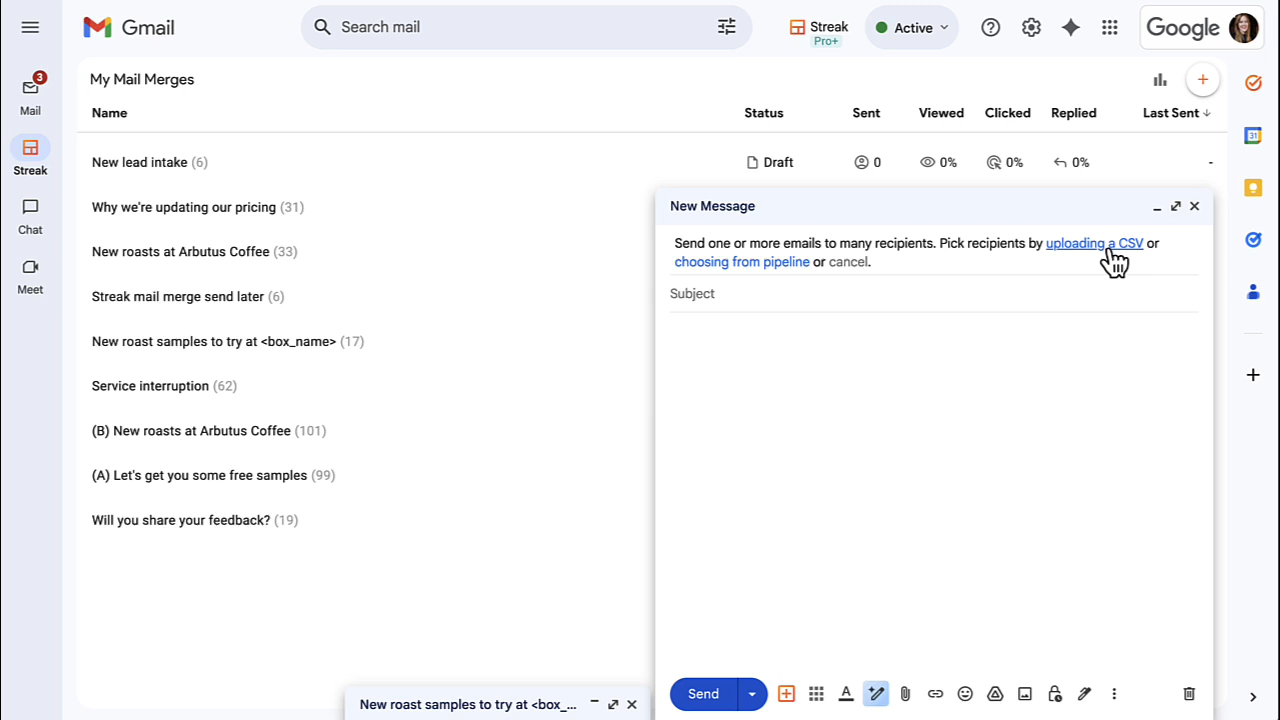 Gmail
Search mail
Streak
Pro+
Active
Google
3
Mail
Streak
Chat
Meet
31
My Mail Merges
Name Status Sent Viewed Clicked Replied Last Sent
New lead intake (6) Draft 0 0% 0% 0% -
Why we're updating our pricing (31)
New roasts at Arbutus Coffee (33)
Streak mail merge send later (6)
New roast samples to try at <box_name> (17)
Service interruption (62)
(B) New roasts at Arbutus Coffee (101)
(A) Let's get you some free samples (99)
Will you share your feedback? (19)
New Message
Send one or more emails to many recipients. Pick recipients by uploading a CSV or
choosing from pipeline or cancel.
Subject
Send
New roast samples to try at <box_...